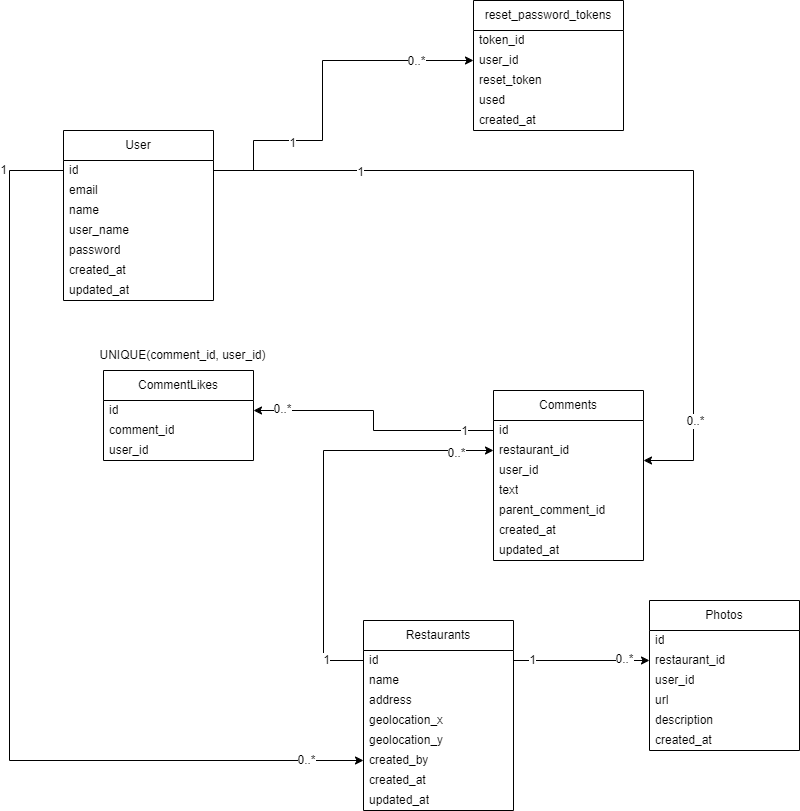 reset_password_tokens
token_id
user_id
reset_token
used
created_at
0..*
1
User
id
email
name
user_name
password
created_at
updated_at
1
1
0..*
UNIQUE(comment_id, user_id)
CommentLikes
id
comment_id
user_id
0..*
1
Comments
id
restaurant_id
user_id
text
parent_comment_id
created_at
updated_at
0..*
1
Restaurants
id
name
address
geolocation_x
geolocation_y
created_by
created_at
updated_at
0..*
1
0..*
Photos
id
restaurant_id
user_id
url
description
created_at